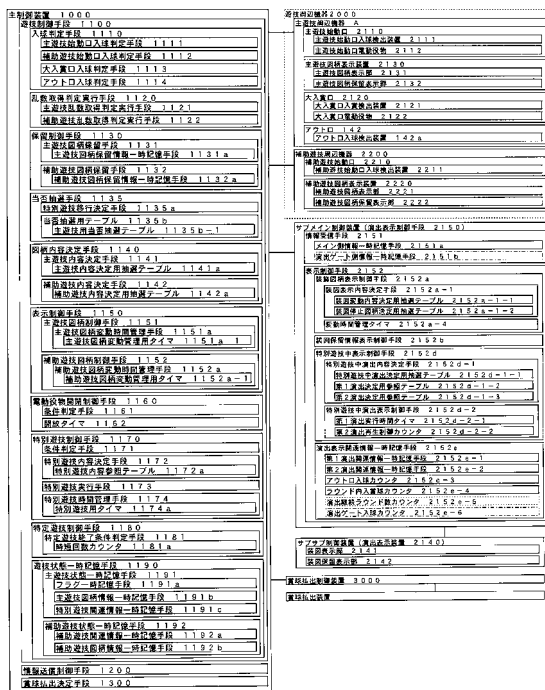 主制御装置 1000
遊技制御手段 1100
入球判定手段 1110
主遊技始動口入球判定手段 1111
補助遊技始動口入球判定手段 1112
大入賞口入球判定手段 1113
アウト口入球判定手段 1114
乱数取得判定実行手段 1120
主遊技乱数取得判定実行手段 1121
補助遊技乱数取得判定実行手段 1122
保留制御手段 1130
主遊技図柄保留手段 1131
主遊技図柄保留情報一時記憶手段 1131a
補助遊技図柄保留手段 1132
補助遊技図柄保留情報一時記憶手段 1132a
当否抽選手段 1135
特別遊技移行決定手段 1135a
当否抽選用テーブル 1135b
主遊技用当否抽選テーブル 1135b-1
図柄内容決定手段 1140
主遊技内容決定手段 1141
主遊技内容決定用抽選テーブル 1141a
補助遊技内容決定手段 1142
補助遊技内容決定用抽選テーブル 1142a
表示制御手段 1150
主遊技図柄制御手段 1151
主遊技図柄変動時間管理手段 1151a
主遊技図柄変動管理用タイマ 1151a-1
補助遊技図柄制御手段 1152
補助遊技図柄変動時間管理手段 1152a
補助遊技図柄変動管理用タイマ 1152a-1
電動役物開閉制御手段 1160
条件判定手段 1161
開放タイマ 1162
特別遊技制御手段 1170
条件判定手段 1171
特別遊技内容決定手段 1172
特別遊技内容参照テーブル 1172a
特別遊技実行手段 1173
特別遊技時間管理手段 1174
特別遊技用タイマ 1174a
特定遊技制御手段 1180
特定遊技終了条件判定手段 1181
時短回数カウンタ 1181a
遊技状態一時記憶手段 1190
主遊技状態一時記憶手段 1191
フラグ一時記憶手段 1191a
主遊技図柄情報一時記憶手段 1191b
特別遊技関連情報一時記憶手段 1191c
補助遊技状態一時記憶手段 1192
補助遊技関連情報一時記憶手段 1192a
補助遊技図柄情報一時記憶手段 1192b
情報送信制御手段 1200
賞球払出決定手段 1300
遊技周辺機器 2000
主遊技周辺機器 A
主遊技始動口 2110
主遊技始動口入球検出装置 2111
主遊技始動口電動役物 2112
主遊技図柄表示装置 2130
主遊技図柄表示部 2131
主遊技図柄保留表示部 2132
大入賞口 2120
大入賞口入賞検出装置 2121
大入賞口電動役物 2122
アウト口 142
アウト口入球検出装置 142a
補助遊技周辺機器 2200
補助遊技始動口 2210
補助遊技始動口入球検出装置 2211
補助遊技図柄表示装置 2220
補助遊技図柄表示部 2221
補助遊技図柄保留表示部 2222
サブメイン制御装置(演出表示制御手段 2150)
情報受信手段 2151
メイン側情報一時記憶手段 2151a
演出ゲート側情報一時記憶手段 2151b
表示制御手段 2152
装飾図柄表示制御手段 2152a
装図表示内容決定手段 2152a-1
装図変動内容決定用抽選テーブル 2152a-1-1
装図停止図柄決定用抽選テーブル 2152a-1-2
変動時間管理タイマ 2152a-4
装図保留情報表示制御手段 2152b
特別遊技中表示制御手段 2152d
特別遊技中演出内容決定手段 2152d-1
特別遊技中演出決定用抽選テーブル 2152d-1-1
第1演出決定用参照テーブル 2152d-1-2
第2演出決定用参照テーブル 2152d-1-3
特別遊技中演出表示制御手段 2152d-2
第1演出実行時間タイマ 2152d-2-1
第2演出再生制御カウンタ 2152d-2-2
演出表示関連情報一時記憶手段 2152e
第1演出関連情報一時記憶手段 2152e-1
第2演出関連情報一時記憶手段 2152e-2
アウト口入球カウンタ 2152e-3
ラウンド内入賞球カウンタ 2152e-4
演出継続ラウンド数カウンタ 2152e-5
演出ゲート入球カウンタ 2152e-6
サブサブ制御装置(演出表示装置 2140)
装図表示部 2141
装図保留表示部 2142
賞球払出制御装置 3000
賞球払出装置